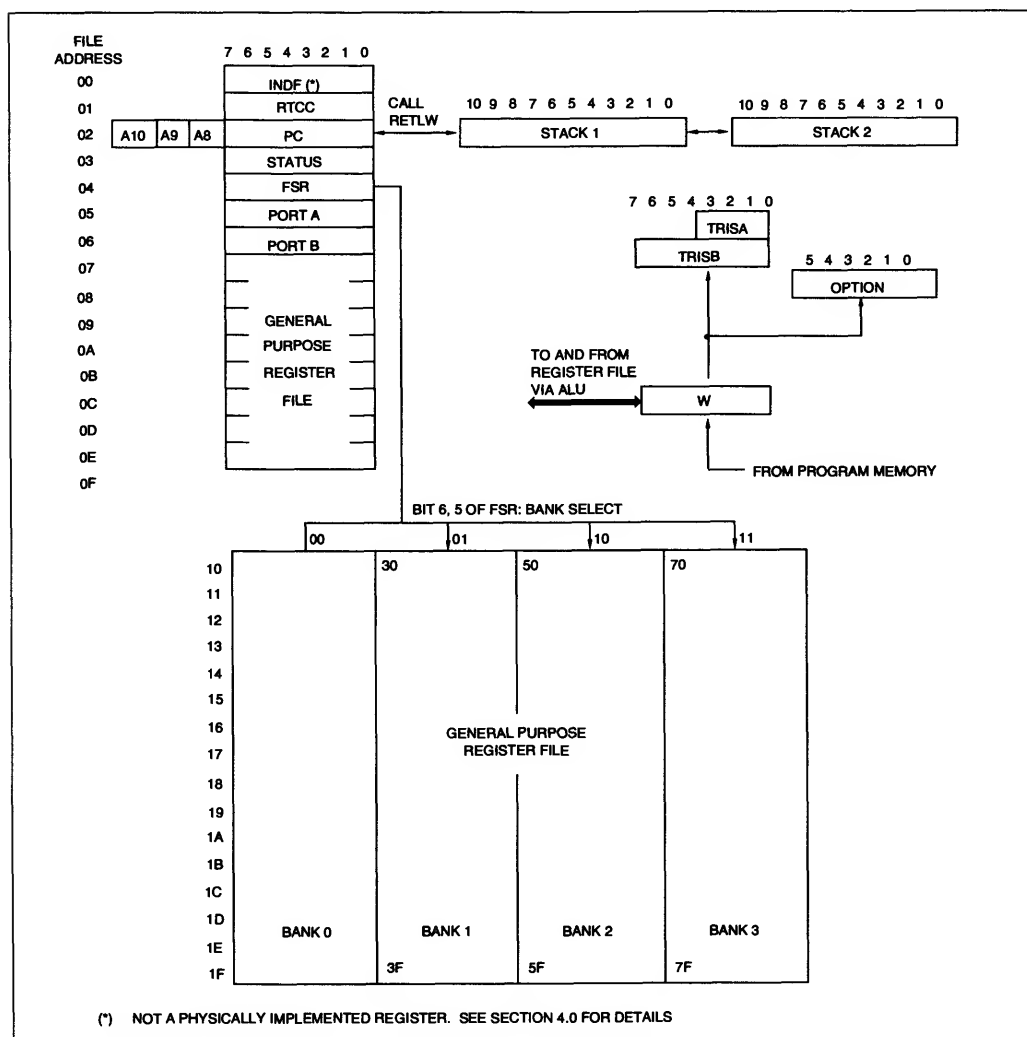 FILE
ADDRESS
7 6 5 4 3 2 1 0
00 INDF (*)
01 RTCC
CALL
RETLW
10 9 8 7 6 5 4 3 2 1 0
10 9 8 7 6 5 4 3 2 1 0
02 A10 A9 A8 PC
STACK 1
STACK 2
03 STATUS
04 FSR
05 PORT A
06 PORT B
07
08
09
0A
0B
0C
0D
0E
0F
GENERAL
PURPOSE
REGISTER
FILE
7 6 5 4 3 2 1 0
TRISA
TRISB
5 4 3 2 1 0
OPTION
TO AND FROM
REGISTER FILE
VIA ALU
W
FROM PROGRAM MEMORY
BIT 6, 5 OF FSR: BANK SELECT
00 01 10 11
10 30 50 70
11
12
13
14
15
16
17
18
19
1A
1B
1C
1D
1E
1F
GENERAL PURPOSE
REGISTER FILE
BANK 0 BANK 1 BANK 2 BANK 3
3F 5F 7F
(*) NOT A PHYSICALLY IMPLEMENTED REGISTER. SEE SECTION 4.0 FOR DETAILS